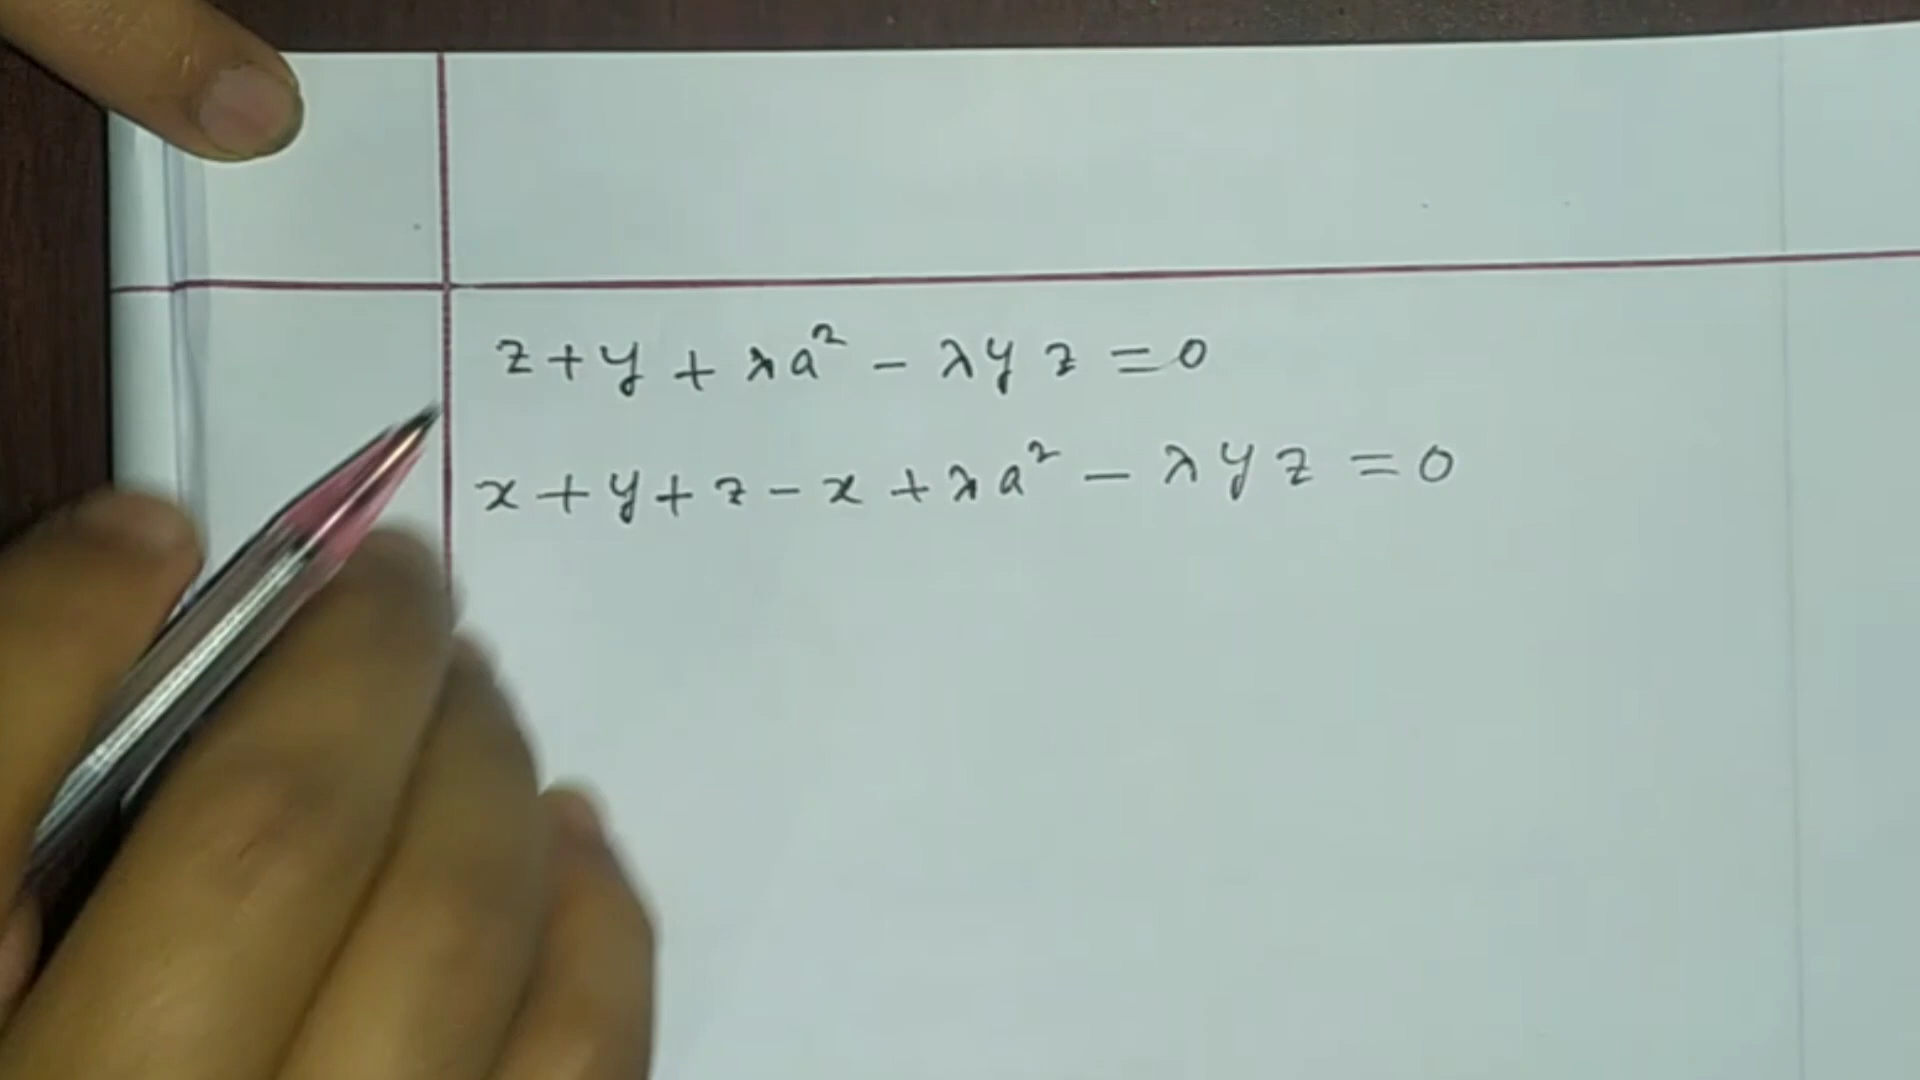 z + y + λa² - λyz = 0
x + y + z - x + λa² - λyz = 0